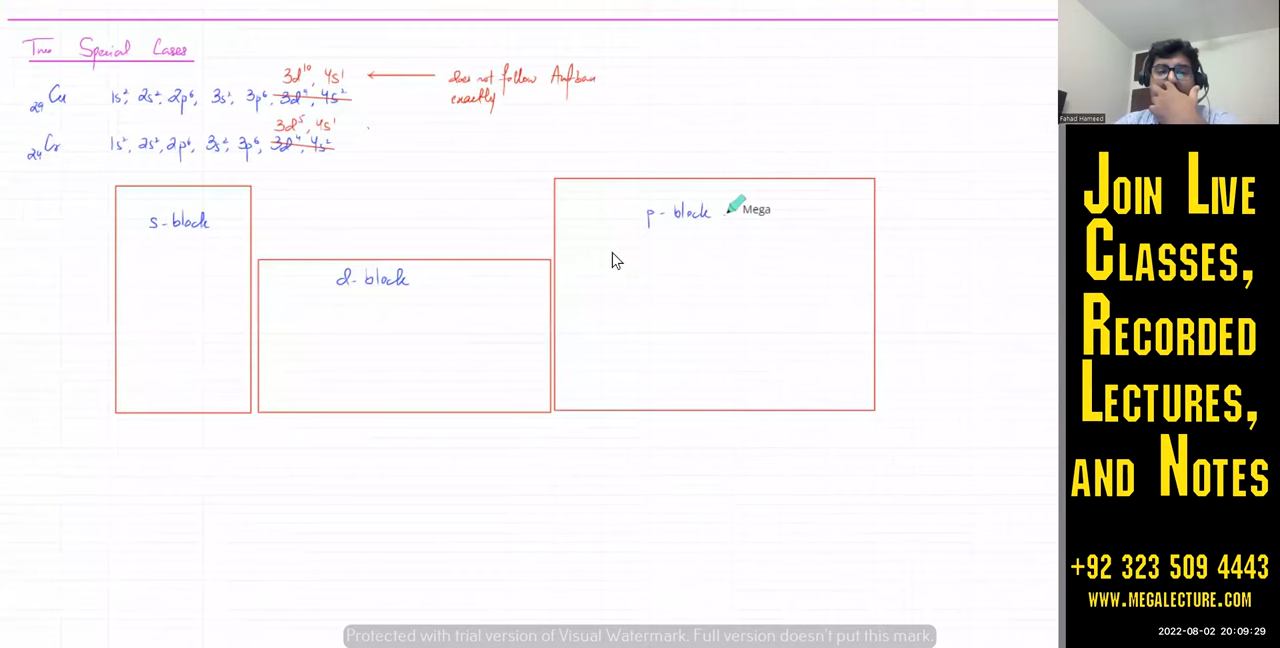 Two Special Cases
3d¹⁰, 4s¹ ← does not follow Aufbau
₂₉Cu 1s², 2s², 2p⁶, 3s², 3p⁶, 3d⁹, 4s² exactly
3d⁵, 4s¹
₂₄Cr 1s², 2s², 2p⁶, 3s², 3p⁶, 3d⁴, 4s²
s-block
p-block
Mega
d-block
Fahad Hameed
JOIN LIVE
CLASSES,
RECORDED
LECTURES,
AND NOTES
+92 323 509 4443
WWW.MEGALECTURE.COM
2022-08-02 20:09:29
Protected with trial version of Visual Watermark. Full version doesn't put this mark.